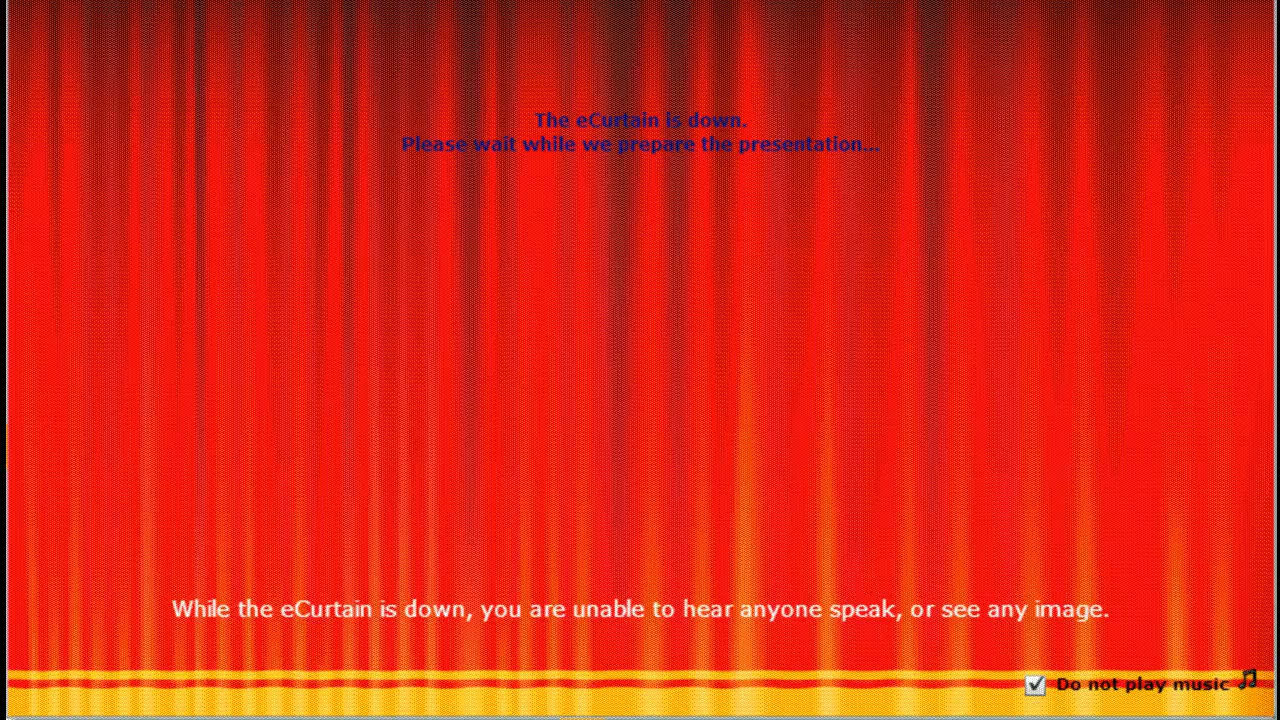 The eCurtain is down.
Please wait while we prepare the presentation...
While the eCurtain is down, you are unable to hear anyone speak, or see any image.
Do not play music